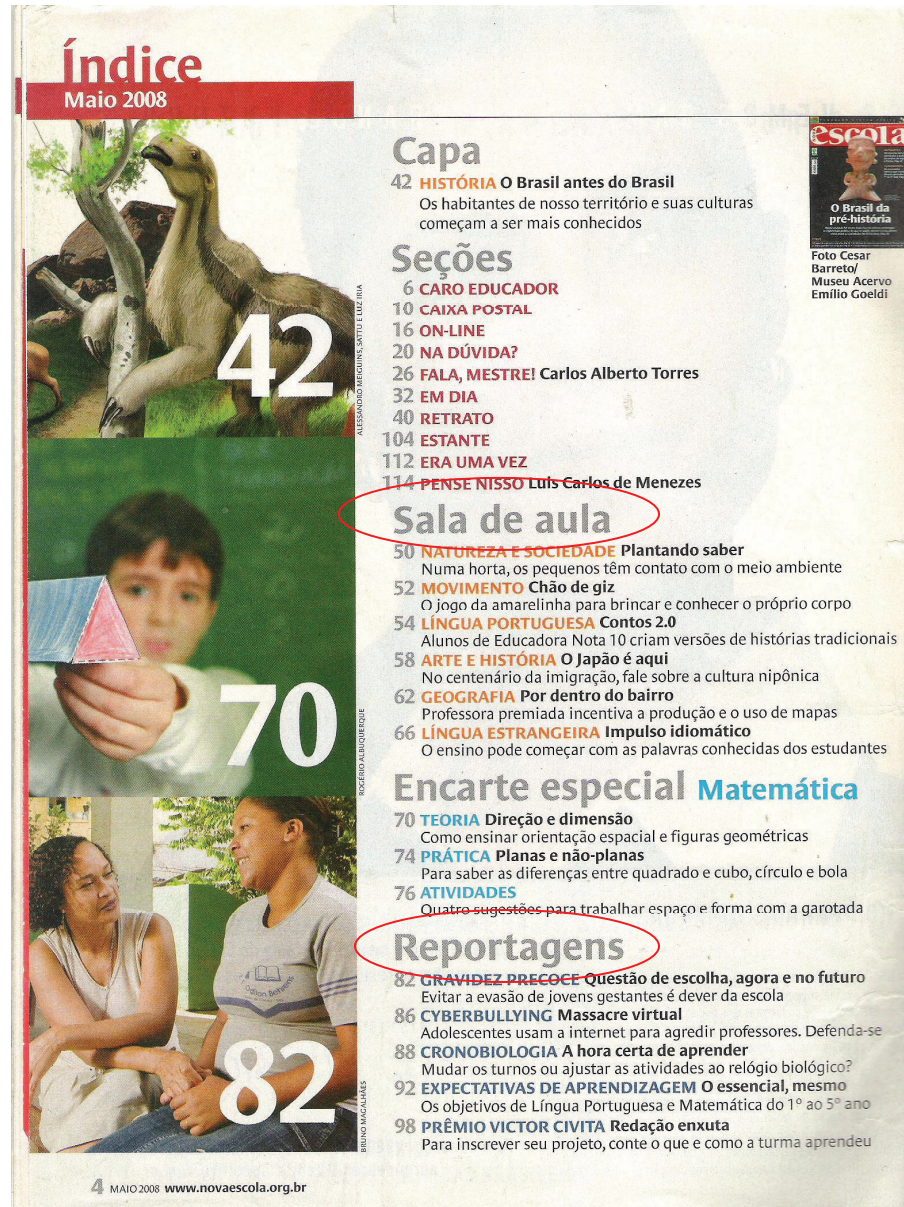 Índice
Maio 2008
Capa
42 HISTÓRIA O Brasil antes do Brasil
Os habitantes de nosso território e suas culturas
começam a ser mais conhecidos
escola
O Brasil da
pré-história
Foto Cesar
Barreto/
Museu Acervo
Emílio Goeldi
Seções
6 CARO EDUCADOR
10 CAIXA POSTAL
16 ON-LINE
20 NA DÚVIDA?
26 FALA, MESTRE! Carlos Alberto Torres
32 EM DIA
40 RETRATO
104 ESTANTE
112 ERA UMA VEZ
114 PENSE NISSO Luis Carlos de Menezes
42
ALESSANDRO MEIGUINS, SATTU E LUIZ IRIA
Sala de aula
50 NATUREZA E SOCIEDADE Plantando saber
Numa horta, os pequenos têm contato com o meio ambiente
52 MOVIMENTO Chão de giz
O jogo da amarelinha para brincar e conhecer o próprio corpo
54 LÍNGUA PORTUGUESA Contos 2.0
Alunos de Educadora Nota 10 criam versões de histórias tradicionais
58 ARTE E HISTÓRIA O Japão é aqui
No centenário da imigração, fale sobre a cultura nipônica
62 GEOGRAFIA Por dentro do bairro
Professora premiada incentiva a produção e o uso de mapas
66 LÍNGUA ESTRANGEIRA Impulso idiomático
O ensino pode começar com as palavras conhecidas dos estudantes
70
ROGÉRIO ALBUQUERQUE
Encarte especial Matemática
70 TEORIA Direção e dimensão
Como ensinar orientação espacial e figuras geométricas
74 PRÁTICA Planas e não-planas
Para saber as diferenças entre quadrado e cubo, círculo e bola
76 ATIVIDADES
Quatro sugestões para trabalhar espaço e forma com a garotada
Reportagens
82 GRAVIDEZ PRECOCE Questão de escolha, agora e no futuro
Evitar a evasão de jovens gestantes é dever da escola
86 CYBERBULLYING Massacre virtual
Adolescentes usam a internet para agredir professores. Defenda-se
88 CRONOBIOLOGIA A hora certa de aprender
Mudar os turnos ou ajustar as atividades ao relógio biológico?
92 EXPECTATIVAS DE APRENDIZAGEM O essencial, mesmo
Os objetivos de Língua Portuguesa e Matemática do 1º ao 5º ano
98 PRÊMIO VICTOR CIVITA Redação enxuta
Para inscrever seu projeto, conte o que e como a turma aprendeu
82
BRUNO MAGALHÃES
4 MAIO 2008 www.novaescola.org.br